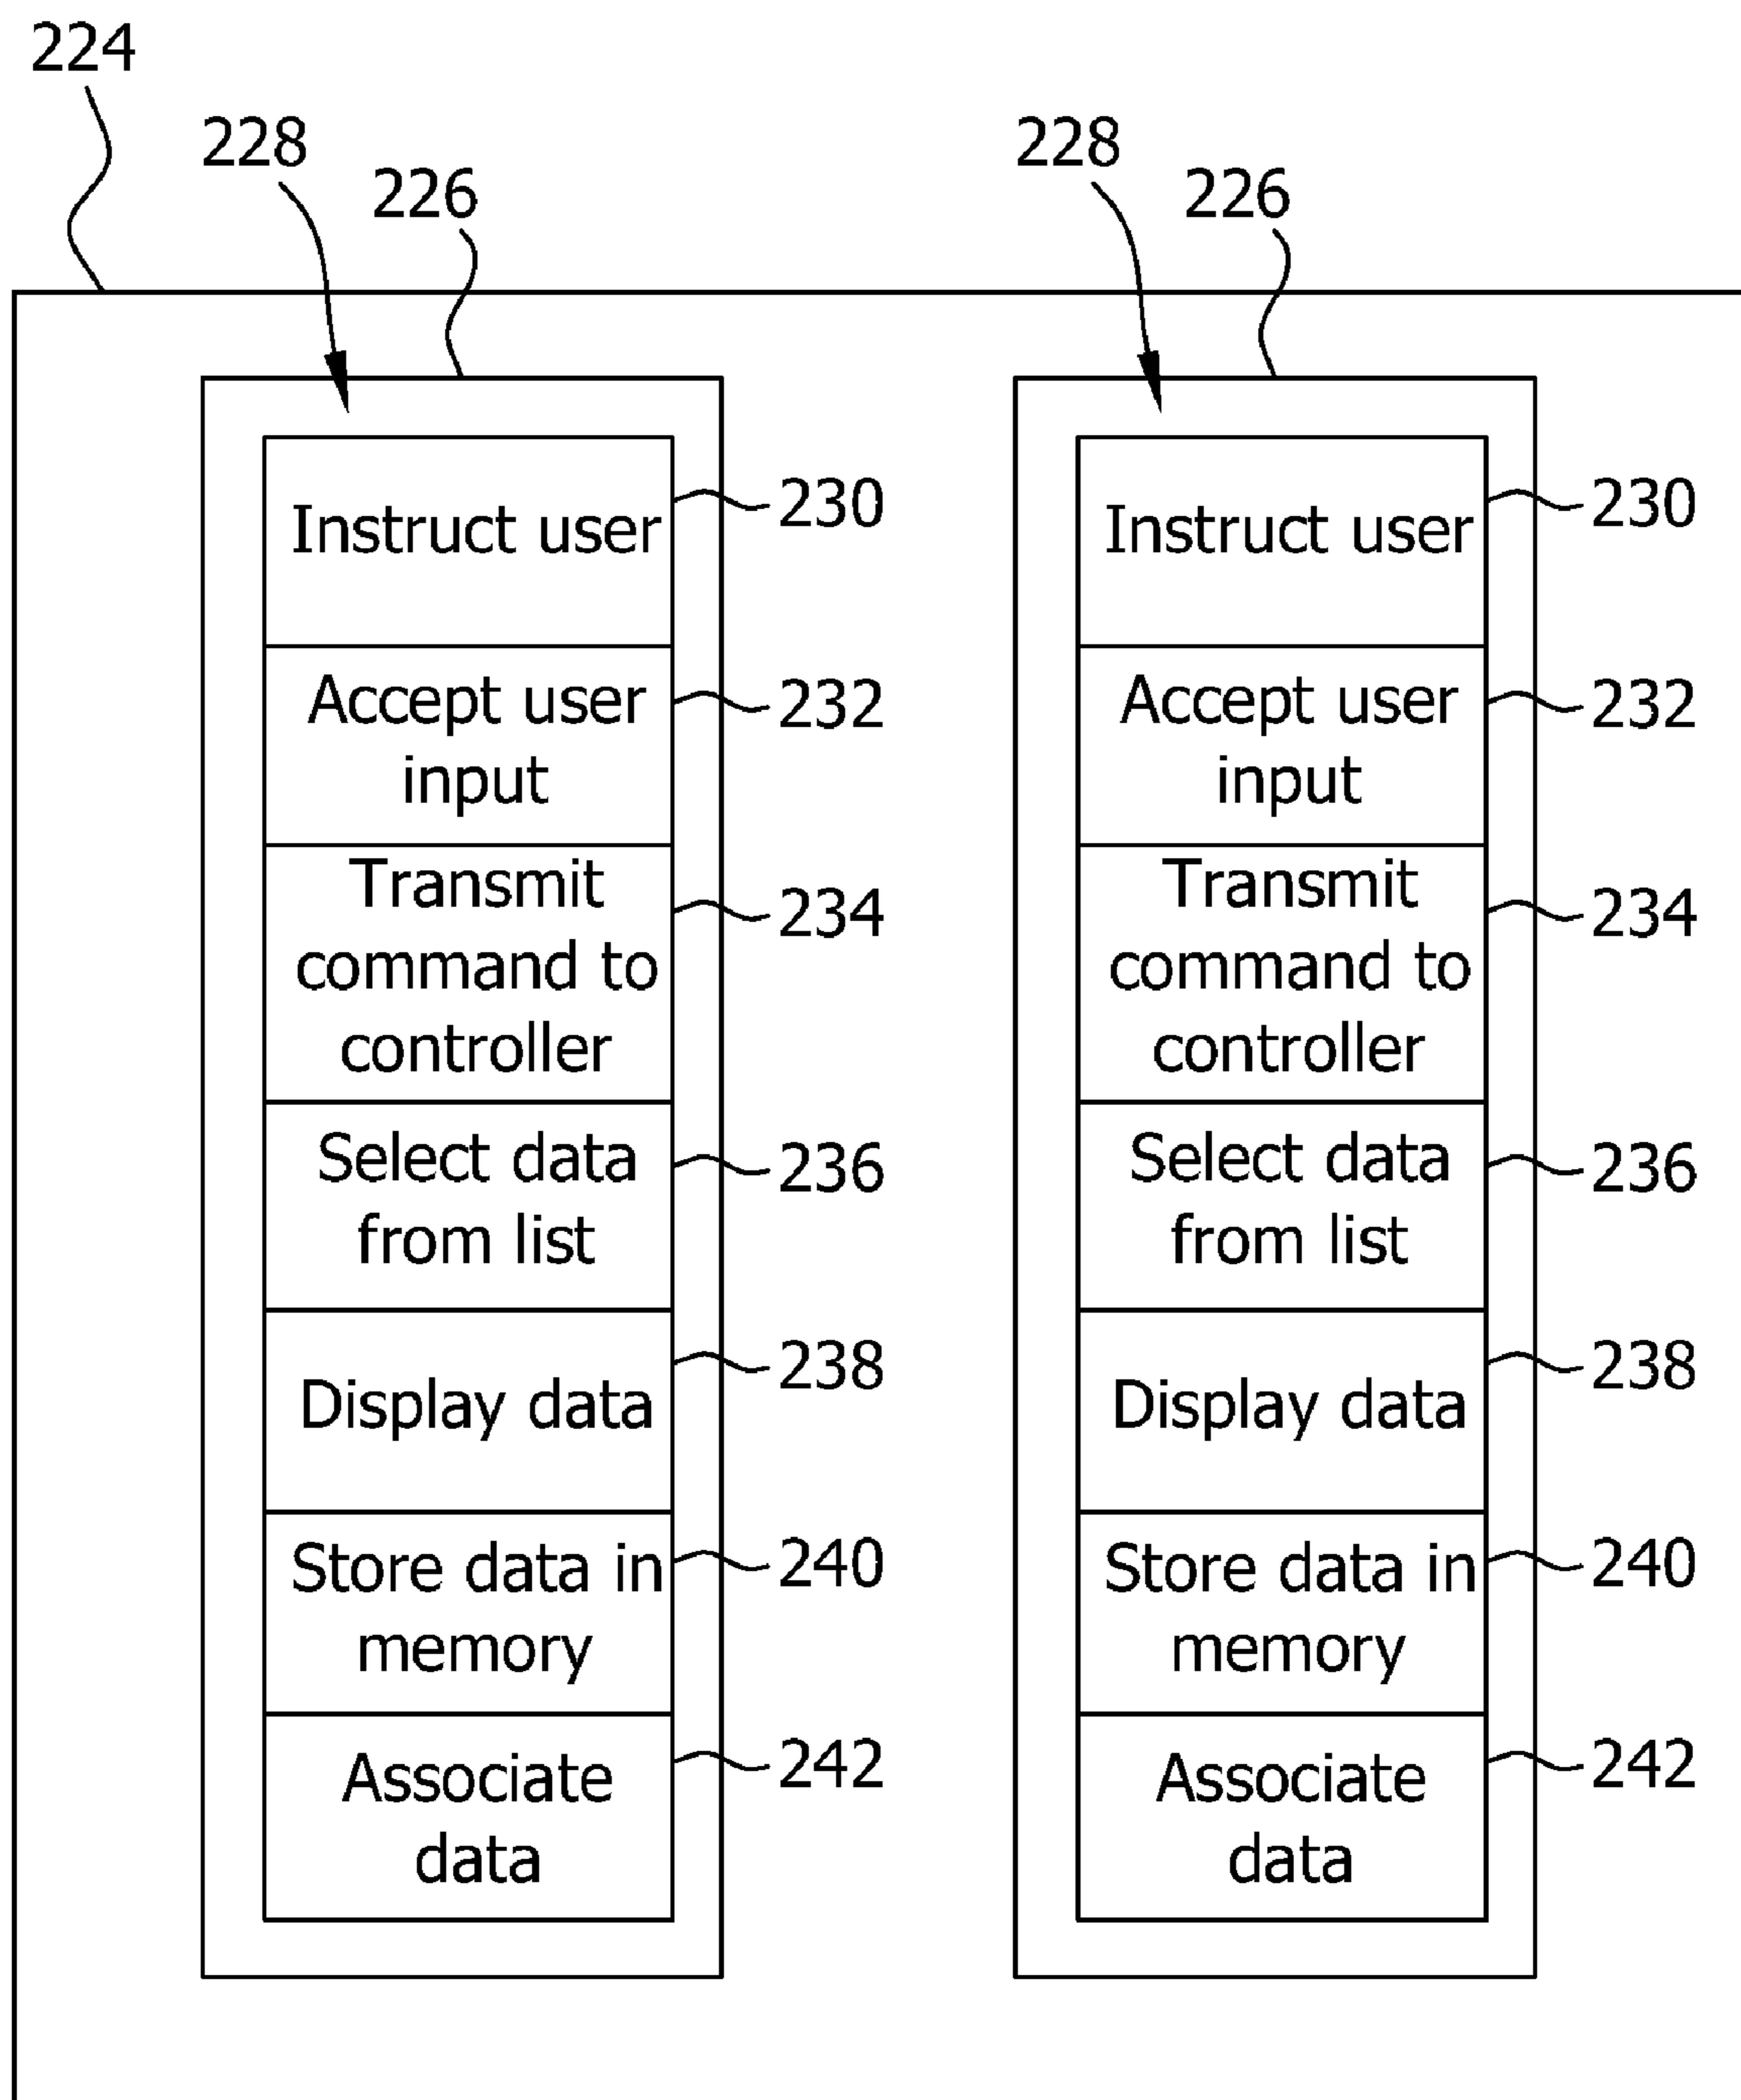 224
228
226
228
226
Instruct user
230
Accept user
input
232
Transmit
command to
controller
234
Select data
from list
236
Display data
238
Store data in
memory
240
Associate
data
242
Instruct user
230
Accept user
input
232
Transmit
command to
controller
234
Select data
from list
236
Display data
238
Store data in
memory
240
Associate
data
242